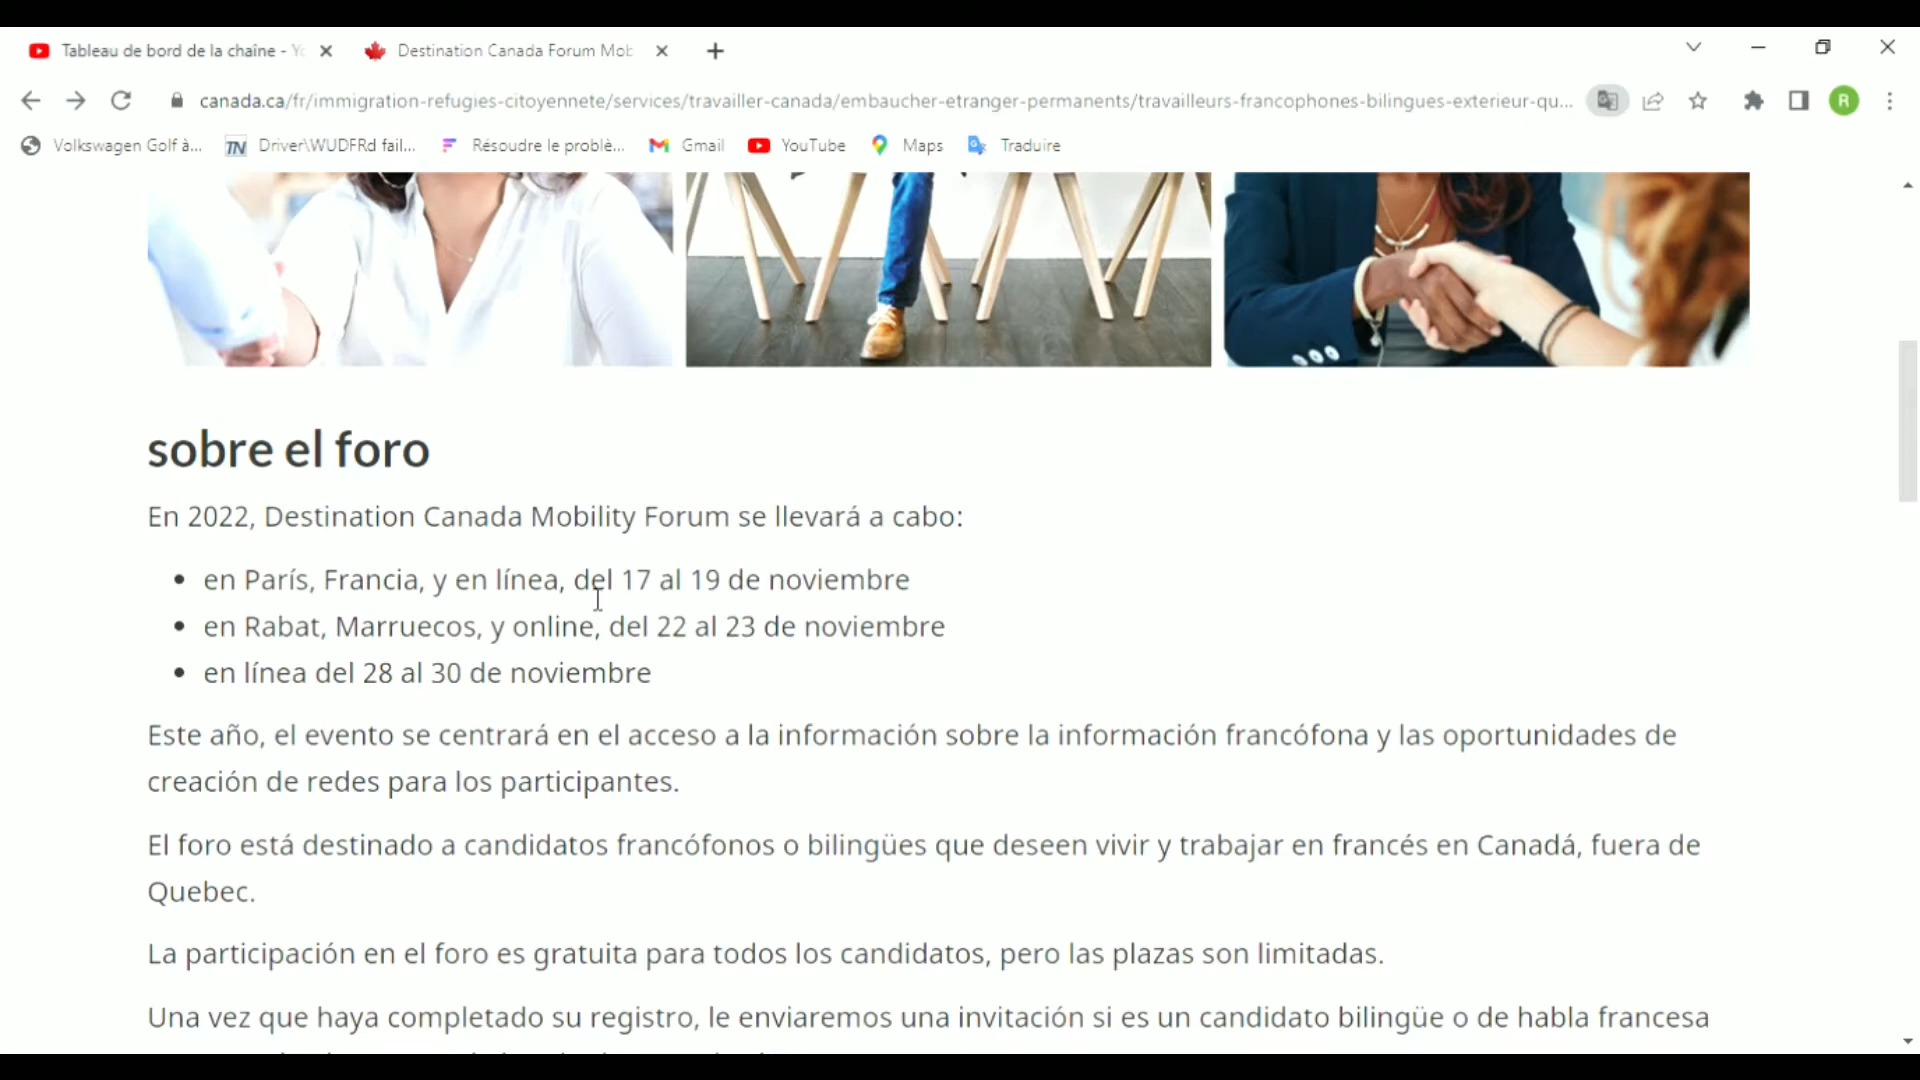 Tableau de bord de la chaîne - Yo
Destination Canada Forum Mob
canada.ca/fr/immigration-refugies-citoyennete/services/travailler-canada/embaucher-etranger-permanents/travailleurs-francophones-bilingues-exterieur-qu...
R
Volkswagen Golf à...
TN
Driver\WUDFRd fail...
Résoudre le problè...
Gmail
YouTube
Maps
Traduire
sobre el foro
En 2022, Destination Canada Mobility Forum se llevará a cabo:
• en París, Francia, y en línea, del 17 al 19 de noviembre
• en Rabat, Marruecos, y online, del 22 al 23 de noviembre
• en línea del 28 al 30 de noviembre
Este año, el evento se centrará en el acceso a la información sobre la información francófona y las oportunidades de
creación de redes para los participantes.
El foro está destinado a candidatos francófonos o bilingües que deseen vivir y trabajar en francés en Canadá, fuera de
Quebec.
La participación en el foro es gratuita para todos los candidatos, pero las plazas son limitadas.
Una vez que haya completado su registro, le enviaremos una invitación si es un candidato bilingüe o de habla francesa